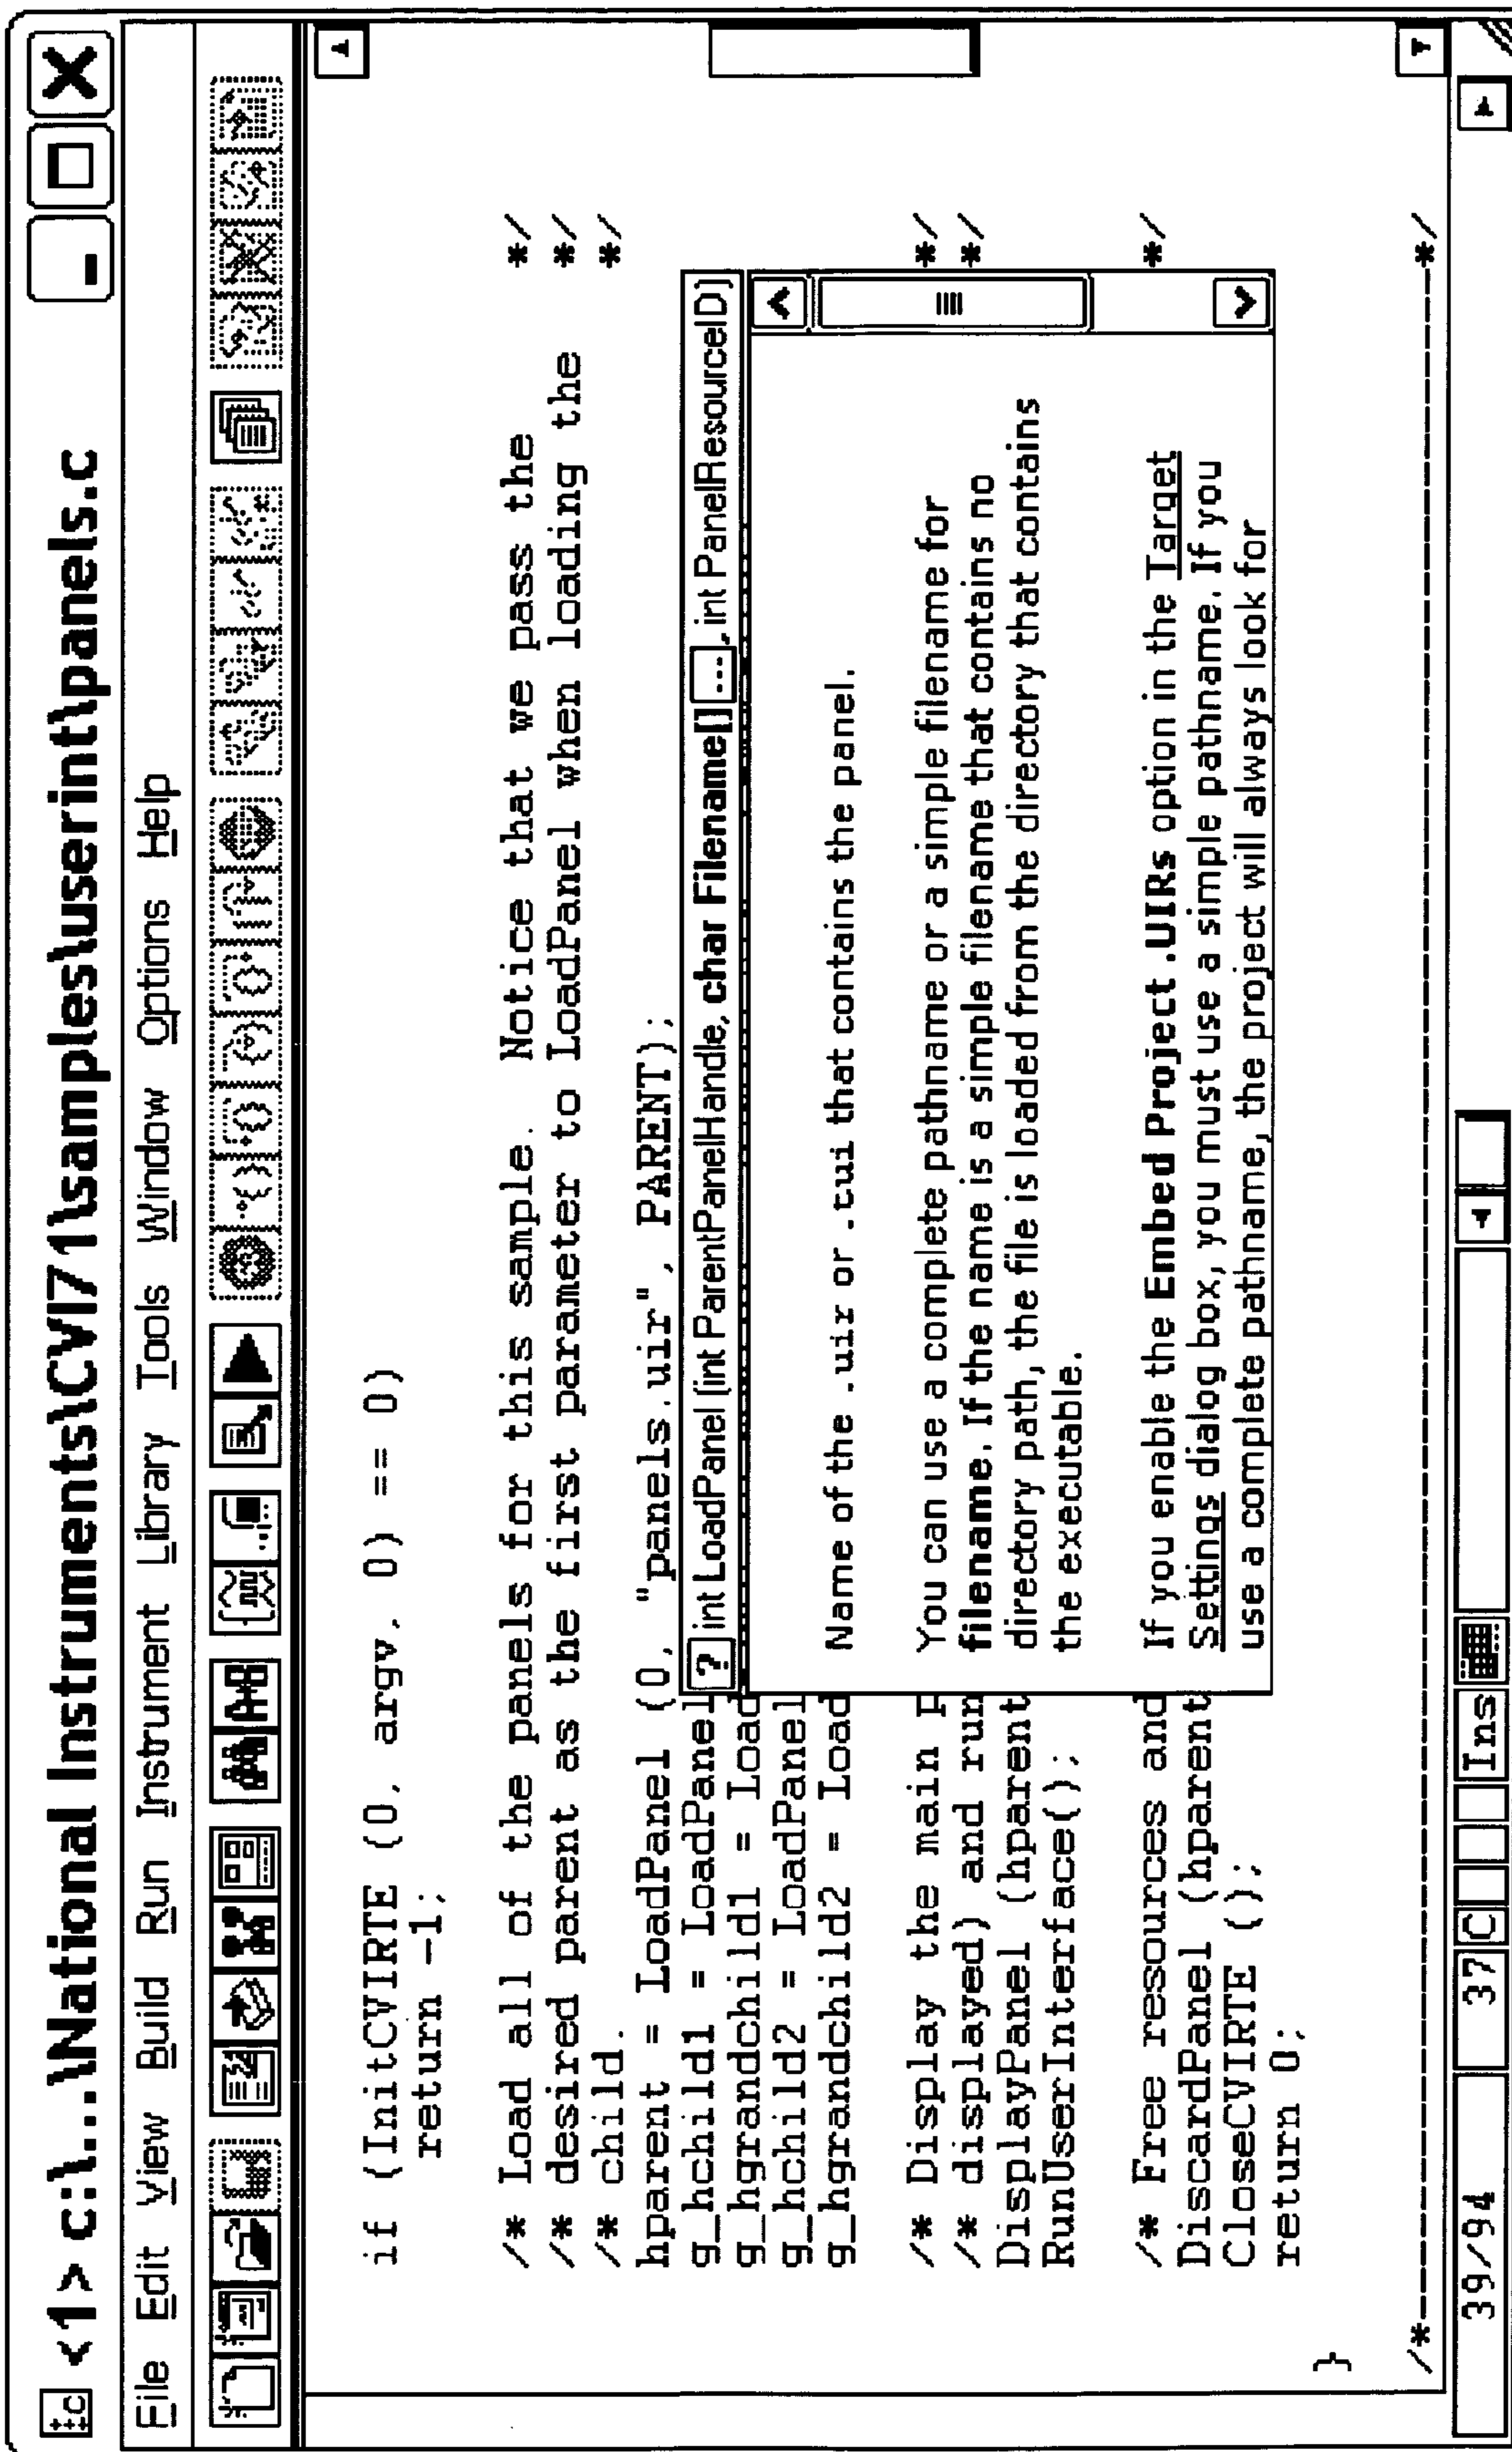 <1> c:\...\National Instruments\CVI71\samples\userint\panels.c
File Edit View Build Run Instrument Library Tools Window Options Help
if (InitCVIRTE (0, argv, 0) == 0)
return -1;
/* Load all of the panels for this sample. Notice that we pass the */
/* desired parent as the first parameter to LoadPanel when loading the */
/* child. */
hparent = LoadPanel (0, "panels.uir", PARENT);
g_hchild1 = LoadPanel
g_hgrandchild1 = Load
g_hchild2 = LoadPanel
g_hgrandchild2 = Load
? int LoadPanel (int ParentPanelHandle, char Filename[] ..., int PanelResourceID)
Name of the .uir or .tui that contains the panel.
You can use a complete pathname or a simple filename for
filename. If the name is a simple filename that contains no
directory path, the file is loaded from the directory that contains
the executable.
If you enable the Embed Project .UIRs option in the Target
Settings dialog box, you must use a simple pathname. If you
use a complete pathname, the project will always look for
/* Display the main p */
/* displayed) and run */
DisplayPanel (hparent
RunUserInterface();
/* Free resources and */
DiscardPanel (hparent
CloseCVIRTE ();
return 0;
}
/*----------------------------------------------------------------*/
39/94 37 C Ins